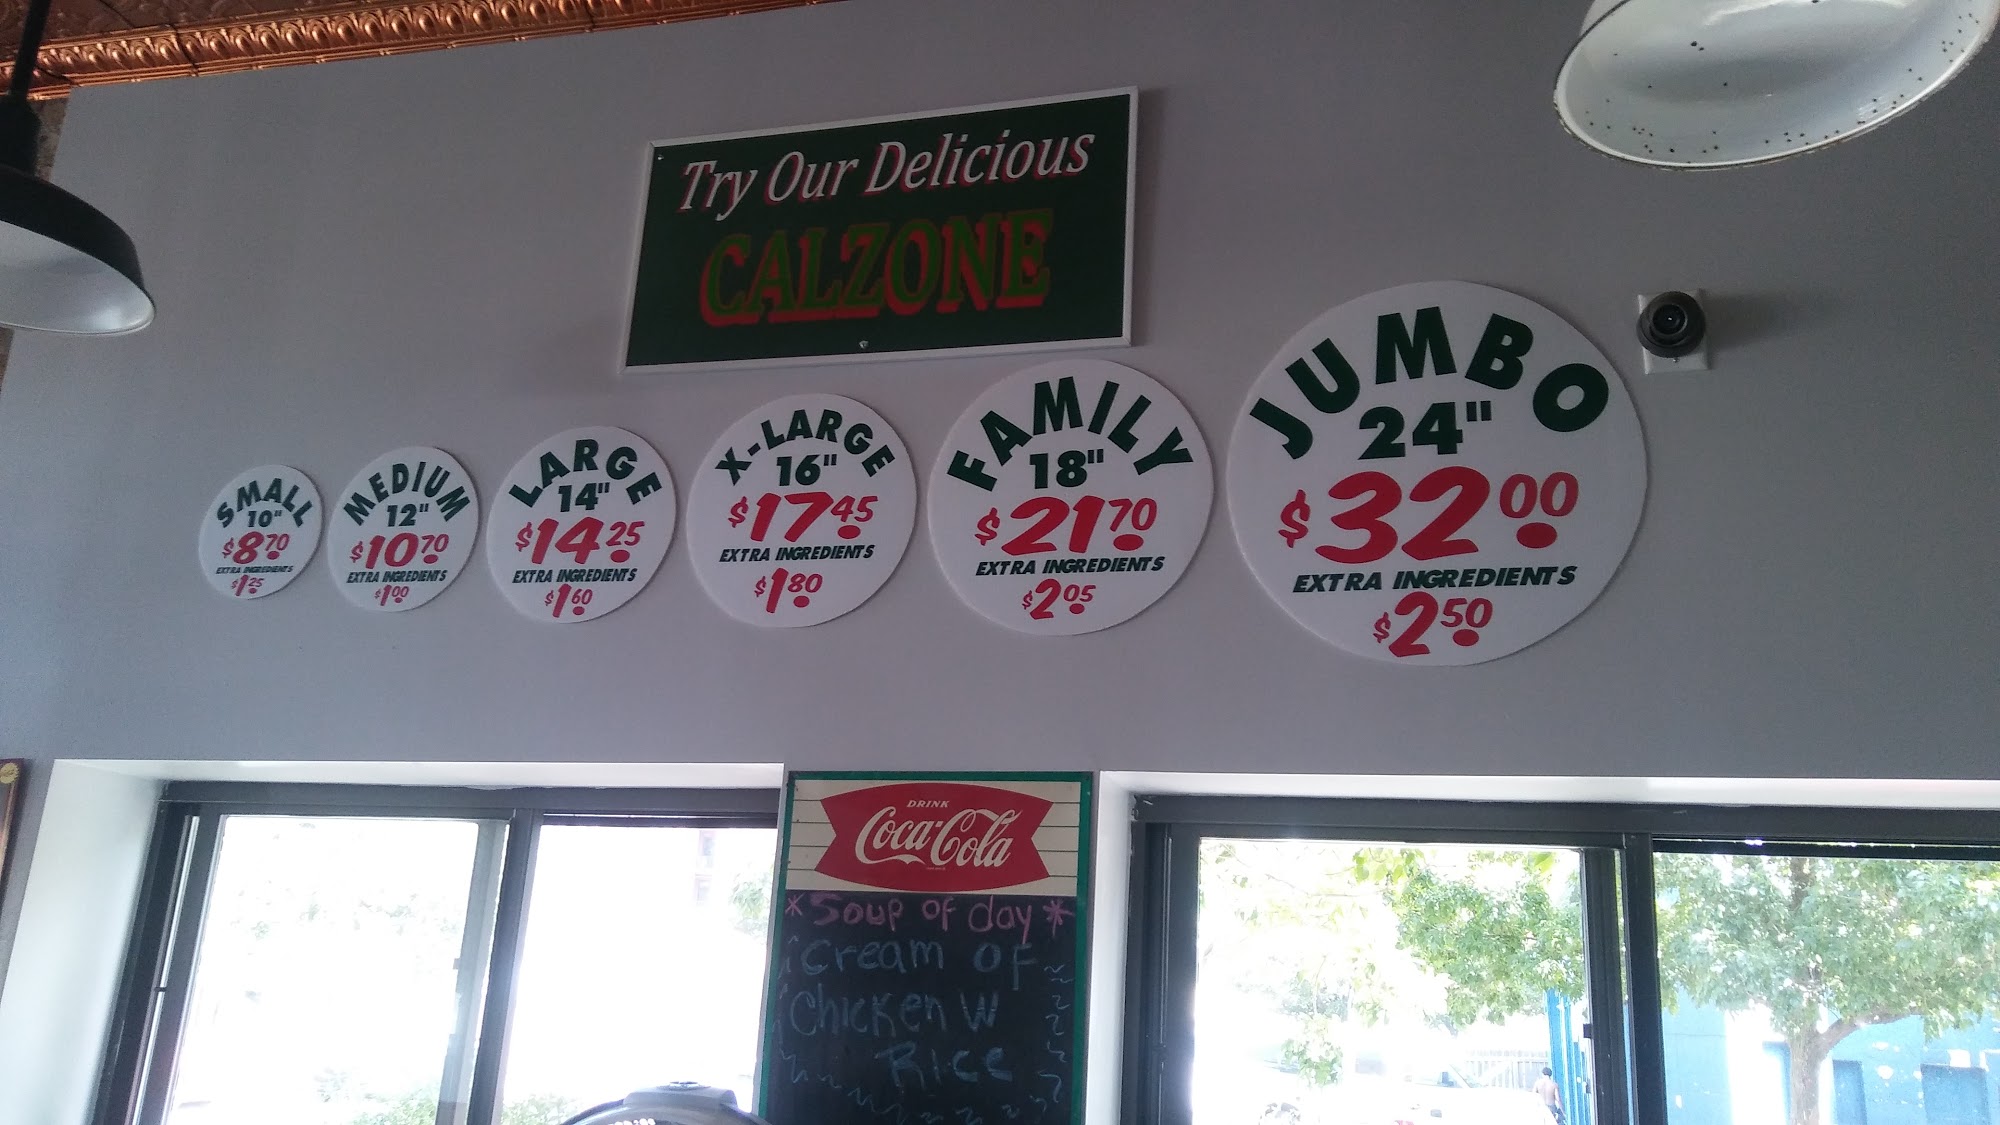 Try Our Delicious
CALZONE
SMALL
10"
$8.70
EXTRA INGREDIENTS
$1.25
MEDIUM
12"
$10.70
EXTRA INGREDIENTS
$1.00
LARGE
14"
$14.25
EXTRA INGREDIENTS
$1.60
X-LARGE
16"
$17.45
EXTRA INGREDIENTS
$1.80
FAMILY
18"
$21.70
EXTRA INGREDIENTS
$2.05
JUMBO
24"
$32.00
EXTRA INGREDIENTS
$2.50
DRINK
Coca-Cola
*Soup of day*
Cream of
Chicken W
Rice